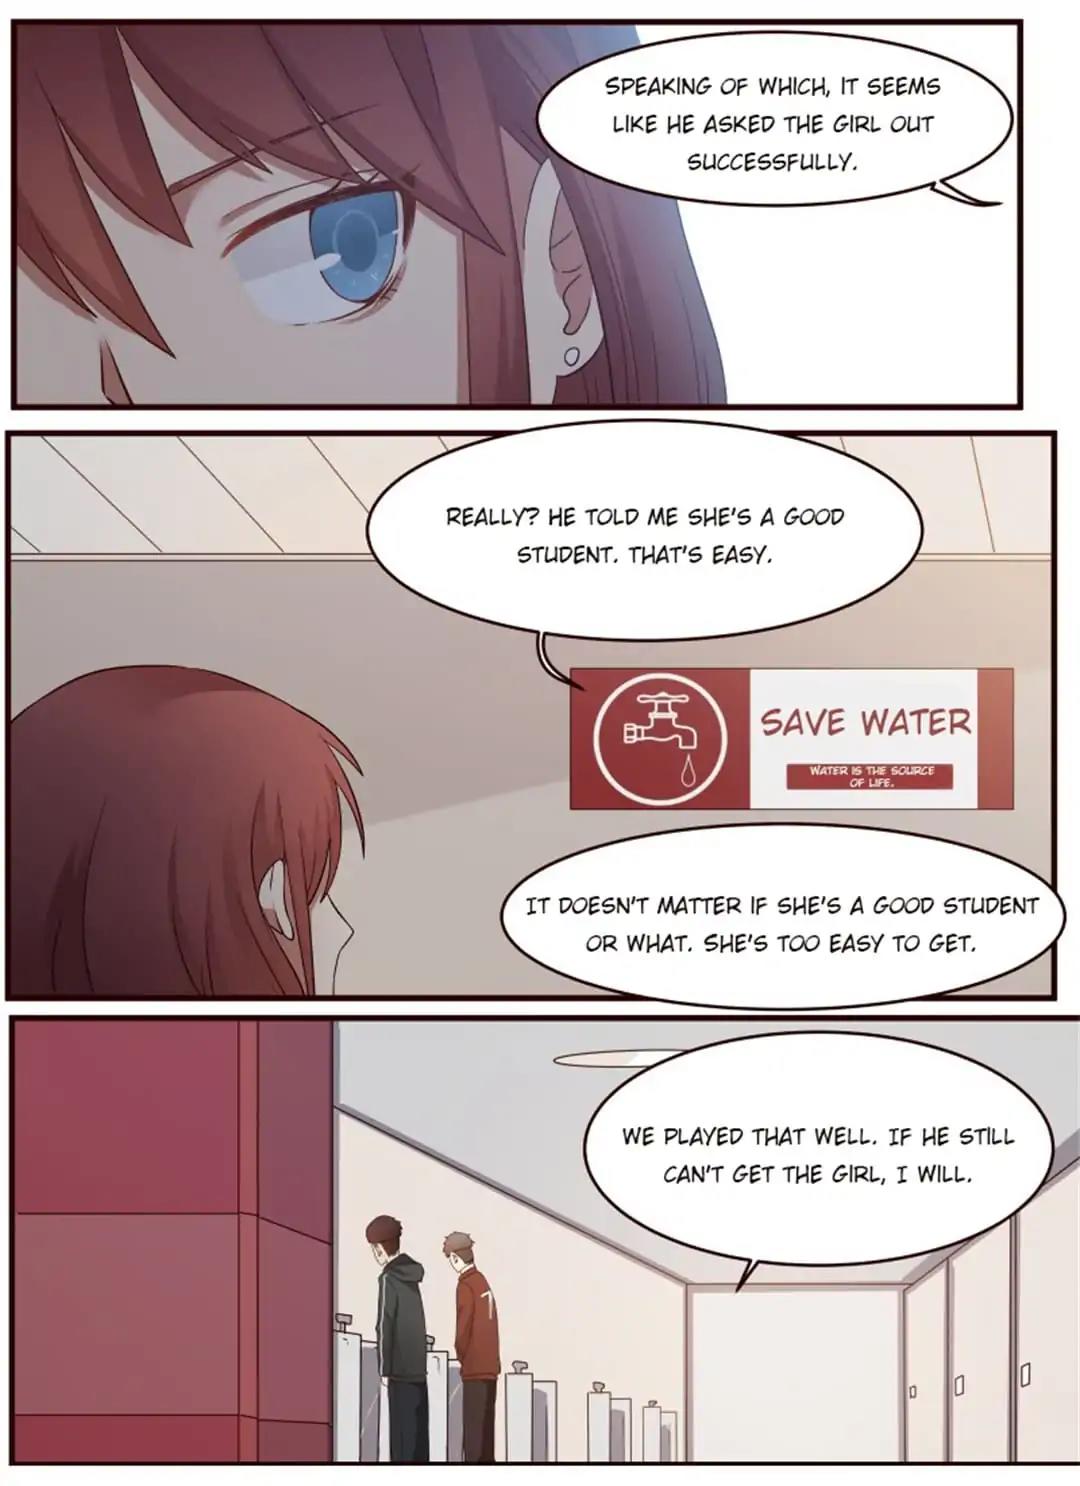 SPEAKING OF WHICH, IT SEEMS
LIKE HE ASKED THE GIRL OUT
SUCCESSFULLY.
REALLY? HE TOLD ME SHE'S A GOOD
STUDENT. THAT'S EASY.
SAVE WATER
WATER IS THE SOURCE
OF LIFE.
IT DOESN'T MATTER IF SHE'S A GOOD STUDENT
OR WHAT. SHE'S TOO EASY TO GET.
WE PLAYED THAT WELL. IF HE STILL
CAN'T GET THE GIRL, I WILL.